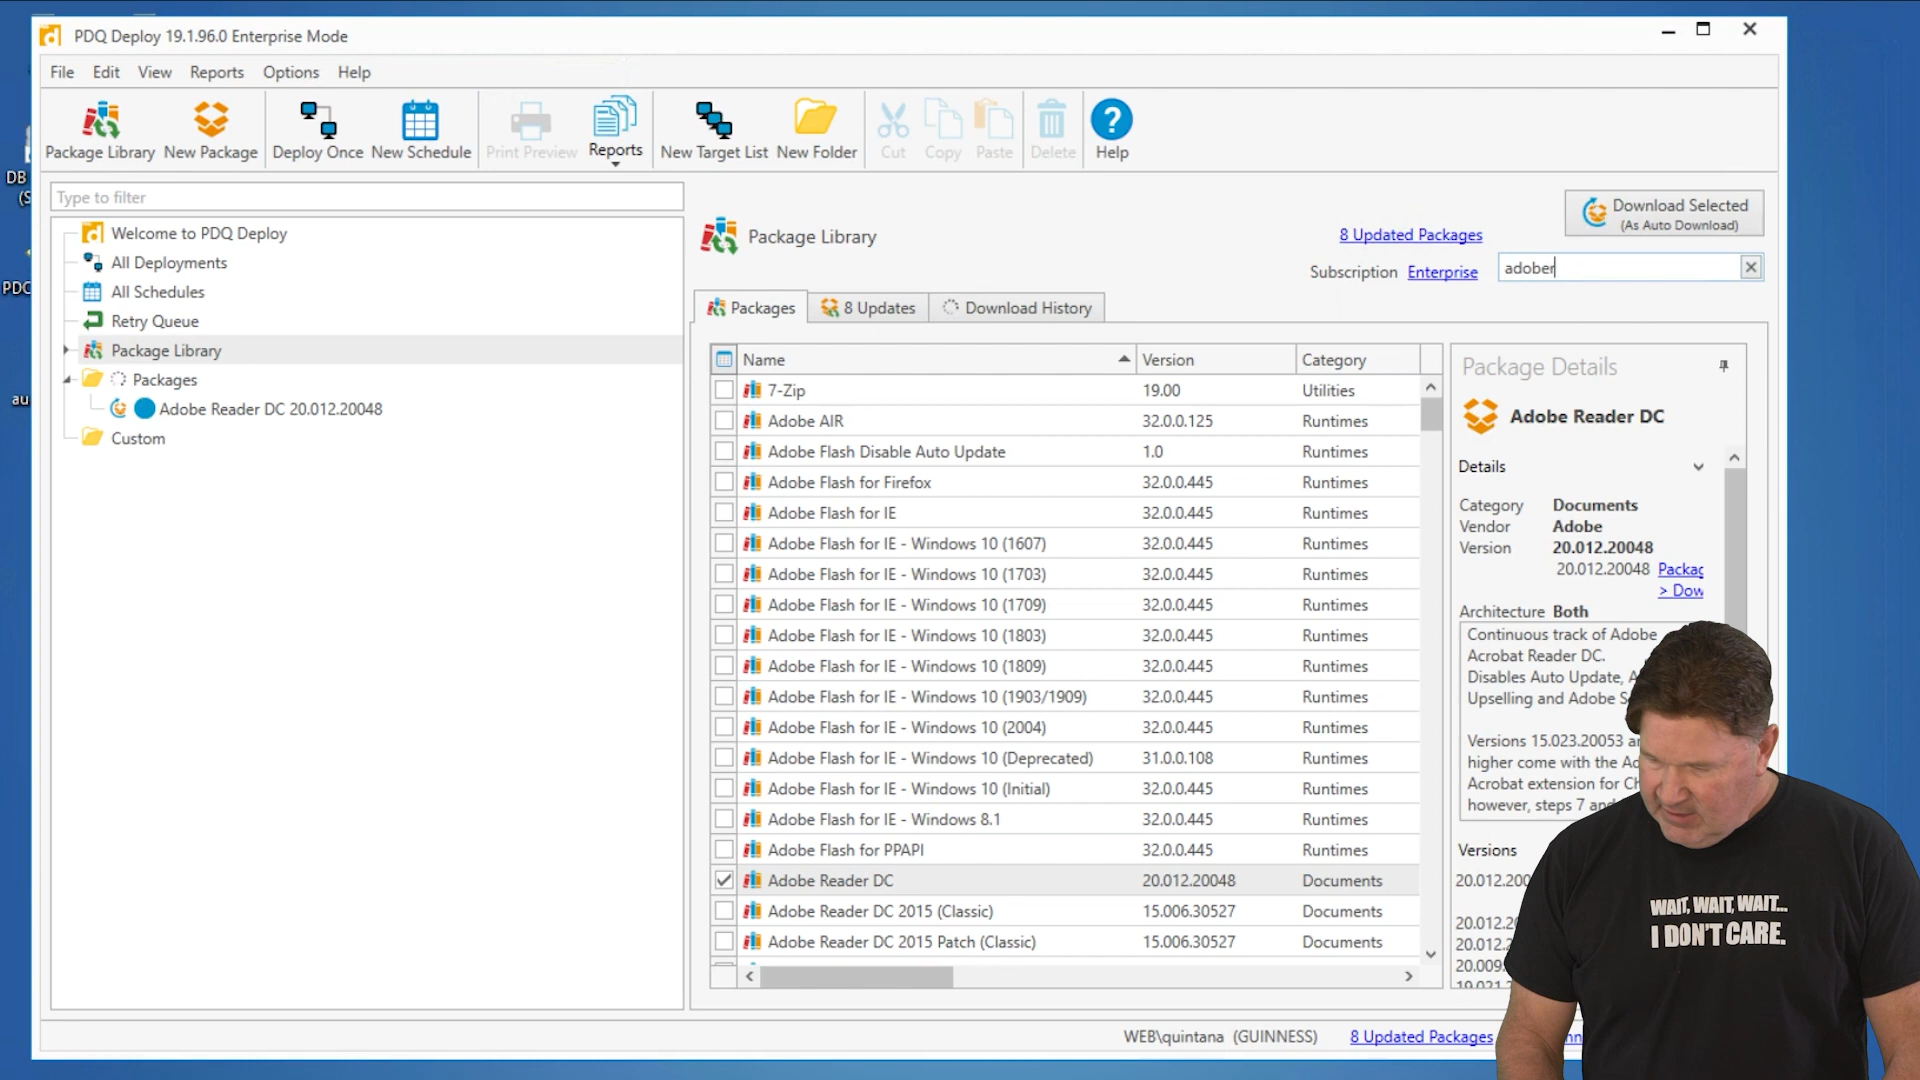 PDQ Deploy 19.1.96.0 Enterprise Mode
File Edit View Reports Options Help
Package Library New Package Deploy Once New Schedule Print Preview Reports New Target List New Folder Cut Copy Paste Delete Help
DB
(S
PDQ
au
Type to filter
Welcome to PDQ Deploy
All Deployments
All Schedules
Retry Queue
Package Library
Packages
Adobe Reader DC 20.012.20048
Custom
Package Library
8 Updated Packages
Download Selected
(As Auto Download)
Subscription Enterprise
adober
Packages 8 Updates Download History
Name Version Category
7-Zip 19.00 Utilities
Adobe AIR 32.0.0.125 Runtimes
Adobe Flash Disable Auto Update 1.0 Runtimes
Adobe Flash for Firefox 32.0.0.445 Runtimes
Adobe Flash for IE 32.0.0.445 Runtimes
Adobe Flash for IE - Windows 10 (1607) 32.0.0.445 Runtimes
Adobe Flash for IE - Windows 10 (1703) 32.0.0.445 Runtimes
Adobe Flash for IE - Windows 10 (1709) 32.0.0.445 Runtimes
Adobe Flash for IE - Windows 10 (1803) 32.0.0.445 Runtimes
Adobe Flash for IE - Windows 10 (1809) 32.0.0.445 Runtimes
Adobe Flash for IE - Windows 10 (1903/1909) 32.0.0.445 Runtimes
Adobe Flash for IE - Windows 10 (2004) 32.0.0.445 Runtimes
Adobe Flash for IE - Windows 10 (Deprecated) 31.0.0.108 Runtimes
Adobe Flash for IE - Windows 10 (Initial) 32.0.0.445 Runtimes
Adobe Flash for IE - Windows 8.1 32.0.0.445 Runtimes
Adobe Flash for PPAPI 32.0.0.445 Runtimes
Adobe Reader DC 20.012.20048 Documents
Adobe Reader DC 2015 (Classic) 15.006.30527 Documents
Adobe Reader DC 2015 Patch (Classic) 15.006.30527 Documents
Package Details
Adobe Reader DC
Details
Category Documents
Vendor Adobe
Version 20.012.20048
20.012.20048 Packag
> Dow
Architecture Both
Continuous track of Adobe
Acrobat Reader DC.
Disables Auto Update, A
Upselling and Adobe S
Versions 15.023.20053 a
higher come with the Ad
Acrobat extension for Ch
however, steps 7 and
Versions
20.012.200
20.012.2
20.012.2
20.009.
19.021.2
WAIT, WAIT, WAIT...
I DON'T CARE.
WEB\quintana (GUINNESS) 8 Updated Packages